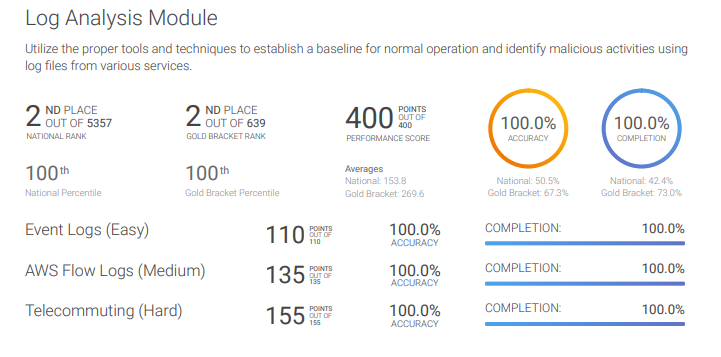 Log Analysis Module
Utilize the proper tools and techniques to establish a baseline for normal operation and identify malicious activities using
log files from various services.
2 ND PLACE OUT OF 5357
NATIONAL RANK
2 ND PLACE OUT OF 639
GOLD BRACKET RANK
400 POINTS OUT OF 400
PERFORMANCE SCORE
100.0%
ACCURACY
100.0%
COMPLETION
100th
National Percentile
100th
Gold Bracket Percentile
Averages
National: 153.8
Gold Bracket: 269.6
National: 50.5%
Gold Bracket: 67.3%
National: 42.4%
Gold Bracket: 73.0%
Event Logs (Easy)
110 POINTS OUT OF 110
100.0%
ACCURACY
COMPLETION: 100.0%
AWS Flow Logs (Medium)
135 POINTS OUT OF 135
100.0%
ACCURACY
COMPLETION: 100.0%
Telecommuting (Hard)
155 POINTS OUT OF 155
100.0%
ACCURACY
COMPLETION: 100.0%